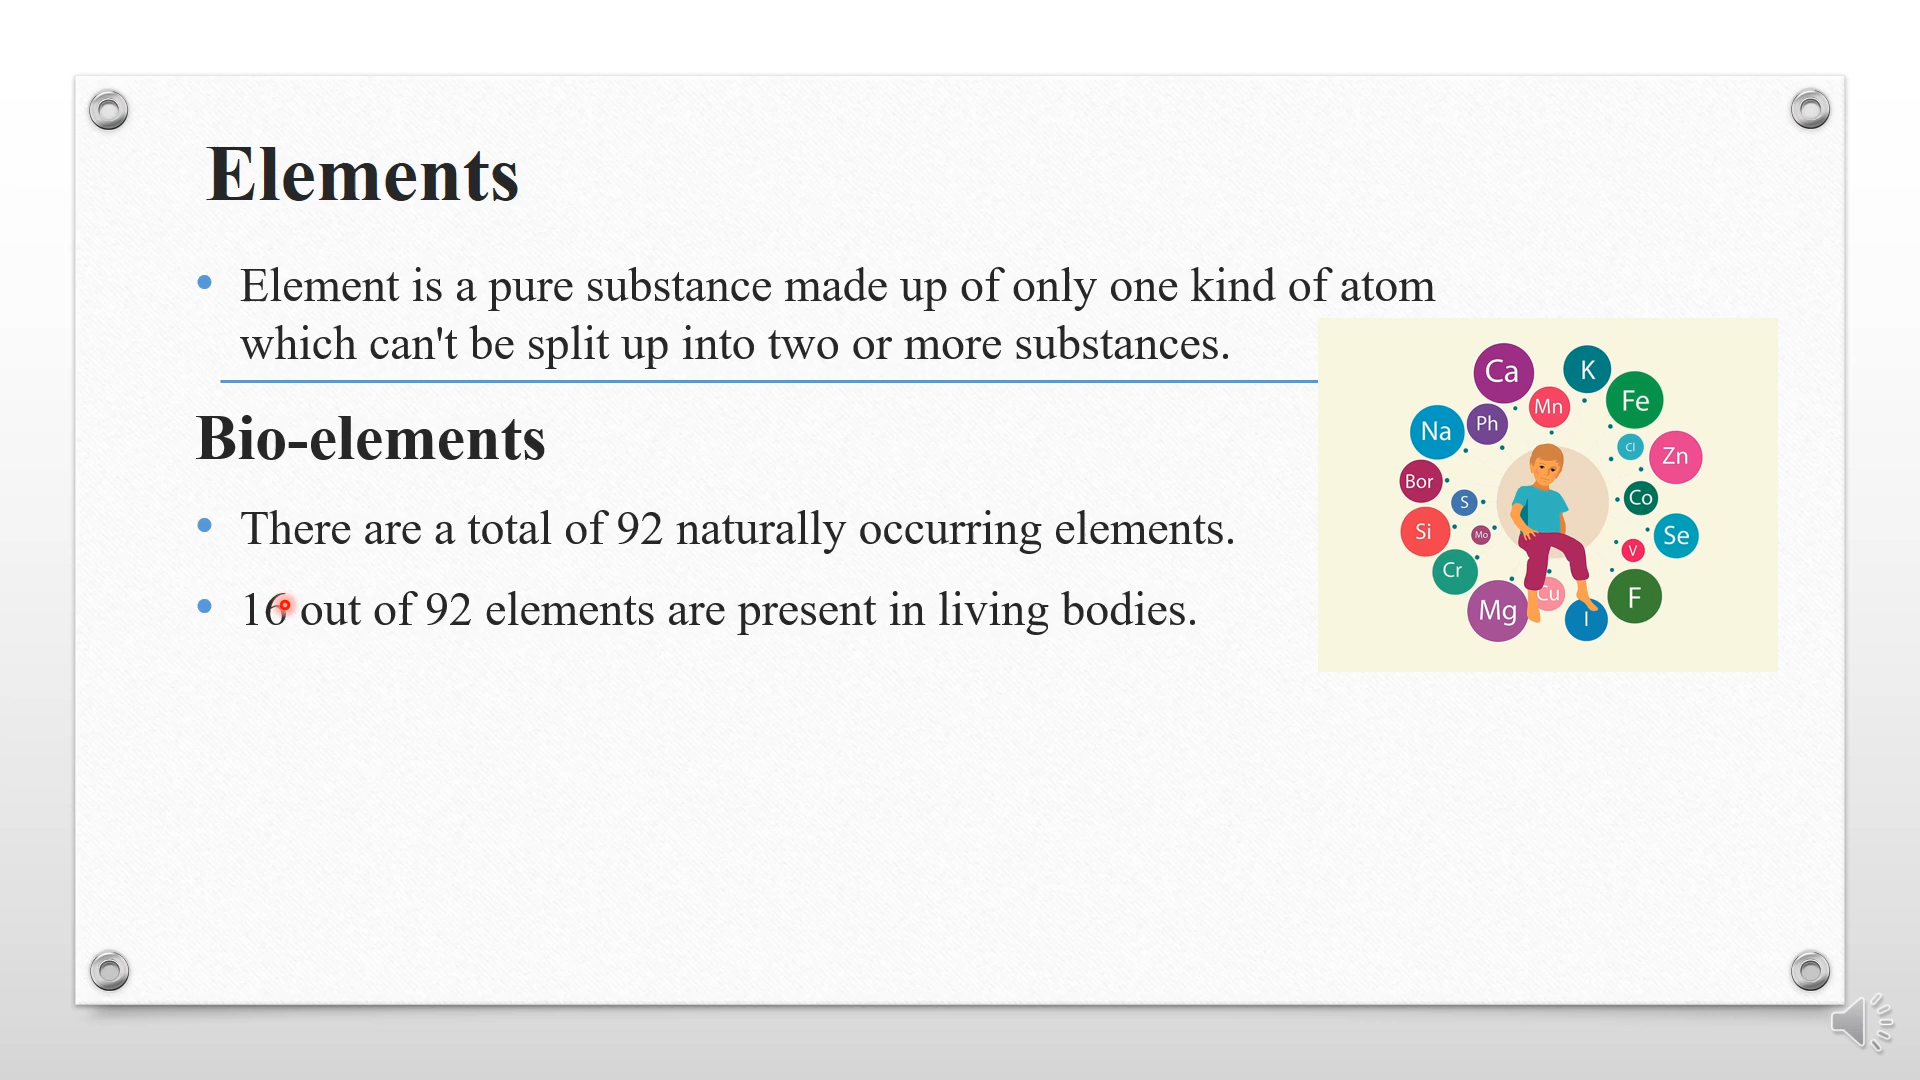 Elements
Element is a pure substance made up of only one kind of atom
which can't be split up into two or more substances.
Bio-elements
There are a total of 92 naturally occurring elements.
16 out of 92 elements are present in living bodies.
Ca
K
Mn
Fe
Na
Ph
Cl
Zn
Bor
S
Co
Si
Mo
Se
V
Cr
Mg
Cu
I
F